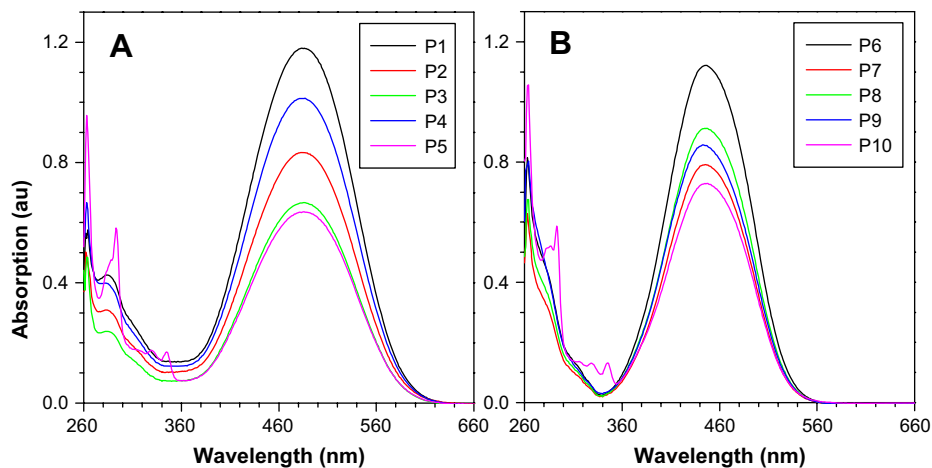 A
P1
P2
P3
P4
P5
1.2
0.8
0.4
0.0
Absorption (au)
260 360 460 560 660
Wavelength (nm)
B
P6
P7
P8
P9
P10
1.2
0.8
0.4
0.0
260 360 460 560 660
Wavelength (nm)